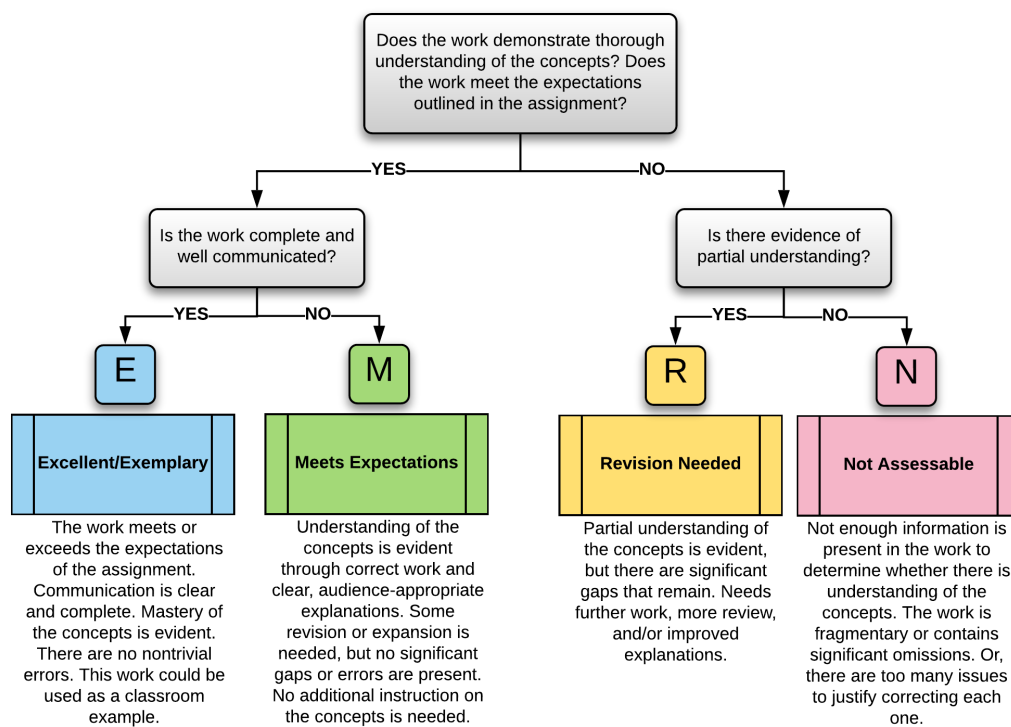 Does the work demonstrate thorough
understanding of the concepts? Does
the work meet the expectations
outlined in the assignment?
YES
NO
Is the work complete and
well communicated?
Is there evidence of
partial understanding?
YES
NO
YES
NO
E
M
R
N
Excellent/Exemplary
Meets Expectations
Revision Needed
Not Assessable
The work meets or
exceeds the expectations
of the assignment.
Communication is clear
and complete. Mastery of
the concepts is evident.
There are no nontrivial
errors. This work could be
used as a classroom
example.
Understanding of the
concepts is evident
through correct work and
clear, audience-appropriate
explanations. Some
revision or expansion is
needed, but no significant
gaps or errors are present.
No additional instruction on
the concepts is needed.
Partial understanding of
the concepts is evident,
but there are significant
gaps that remain. Needs
further work, more review,
and/or improved
explanations.
Not enough information is
present in the work to
determine whether there is
understanding of the
concepts. The work is
fragmentary or contains
significant omissions. Or,
there are too many issues
to justify correcting each
one.